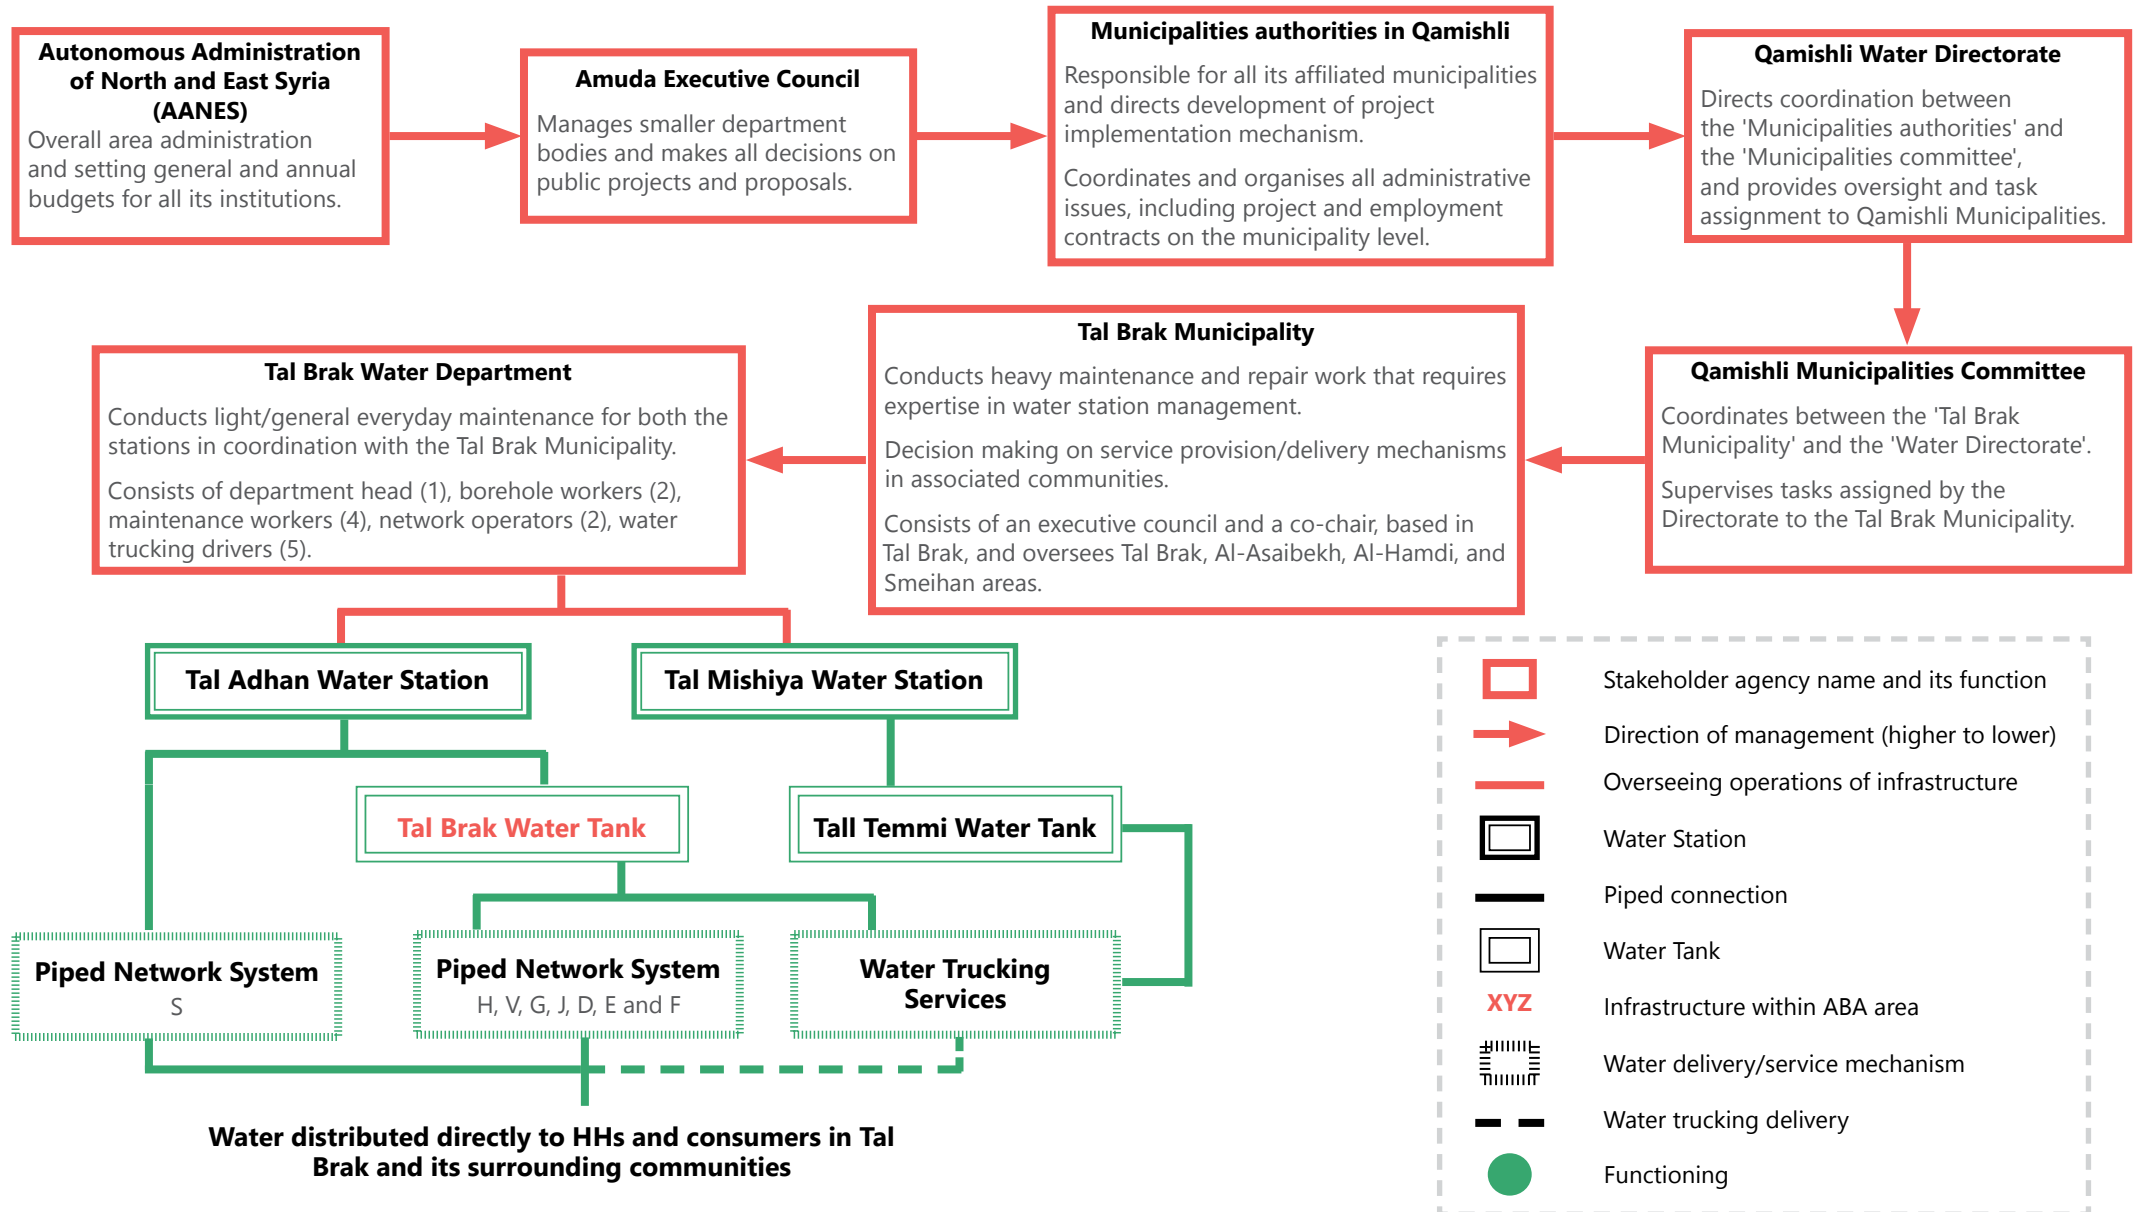 Autonomous Administration
of North and East Syria
(AANES)
Overall area administration
and setting general and annual
budgets for all its institutions.
Amuda Executive Council
Manages smaller department
bodies and makes all decisions on
public projects and proposals.
Municipalities authorities in Qamishli
Responsible for all its affiliated municipalities
and directs development of project
implementation mechanism.
Coordinates and organises all administrative
issues, including project and employment
contracts on the municipality level.
Qamishli Water Directorate
Directs coordination between
the 'Municipalities authorities' and
the 'Municipalities committee',
and provides oversight and task
assignment to Qamishli Municipalities.
Qamishli Municipalities Committee
Coordinates between the 'Tal Brak
Municipality' and the 'Water Directorate'.
Supervises tasks assigned by the
Directorate to the Tal Brak Municipality.
Tal Brak Municipality
Conducts heavy maintenance and repair work that requires
expertise in water station management.
Decision making on service provision/delivery mechanisms
in associated communities.
Consists of an executive council and a co-chair, based in
Tal Brak, and oversees Tal Brak, Al-Asaibekh, Al-Hamdi, and
Smeihan areas.
Tal Brak Water Department
Conducts light/general everyday maintenance for both the
stations in coordination with the Tal Brak Municipality.
Consists of department head (1), borehole workers (2),
maintenance workers (4), network operators (2), water
trucking drivers (5).
Tal Adhan Water Station
Tal Mishiya Water Station
Tal Brak Water Tank
Tall Temmi Water Tank
Piped Network System
S
Piped Network System
H, V, G, J, D, E and F
Water Trucking
Services
Water distributed directly to HHs and consumers in Tal
Brak and its surrounding communities
Stakeholder agency name and its function
Direction of management (higher to lower)
Overseeing operations of infrastructure
Water Station
Piped connection
Water Tank
XYZ Infrastructure within ABA area
Water delivery/service mechanism
Water trucking delivery
Functioning